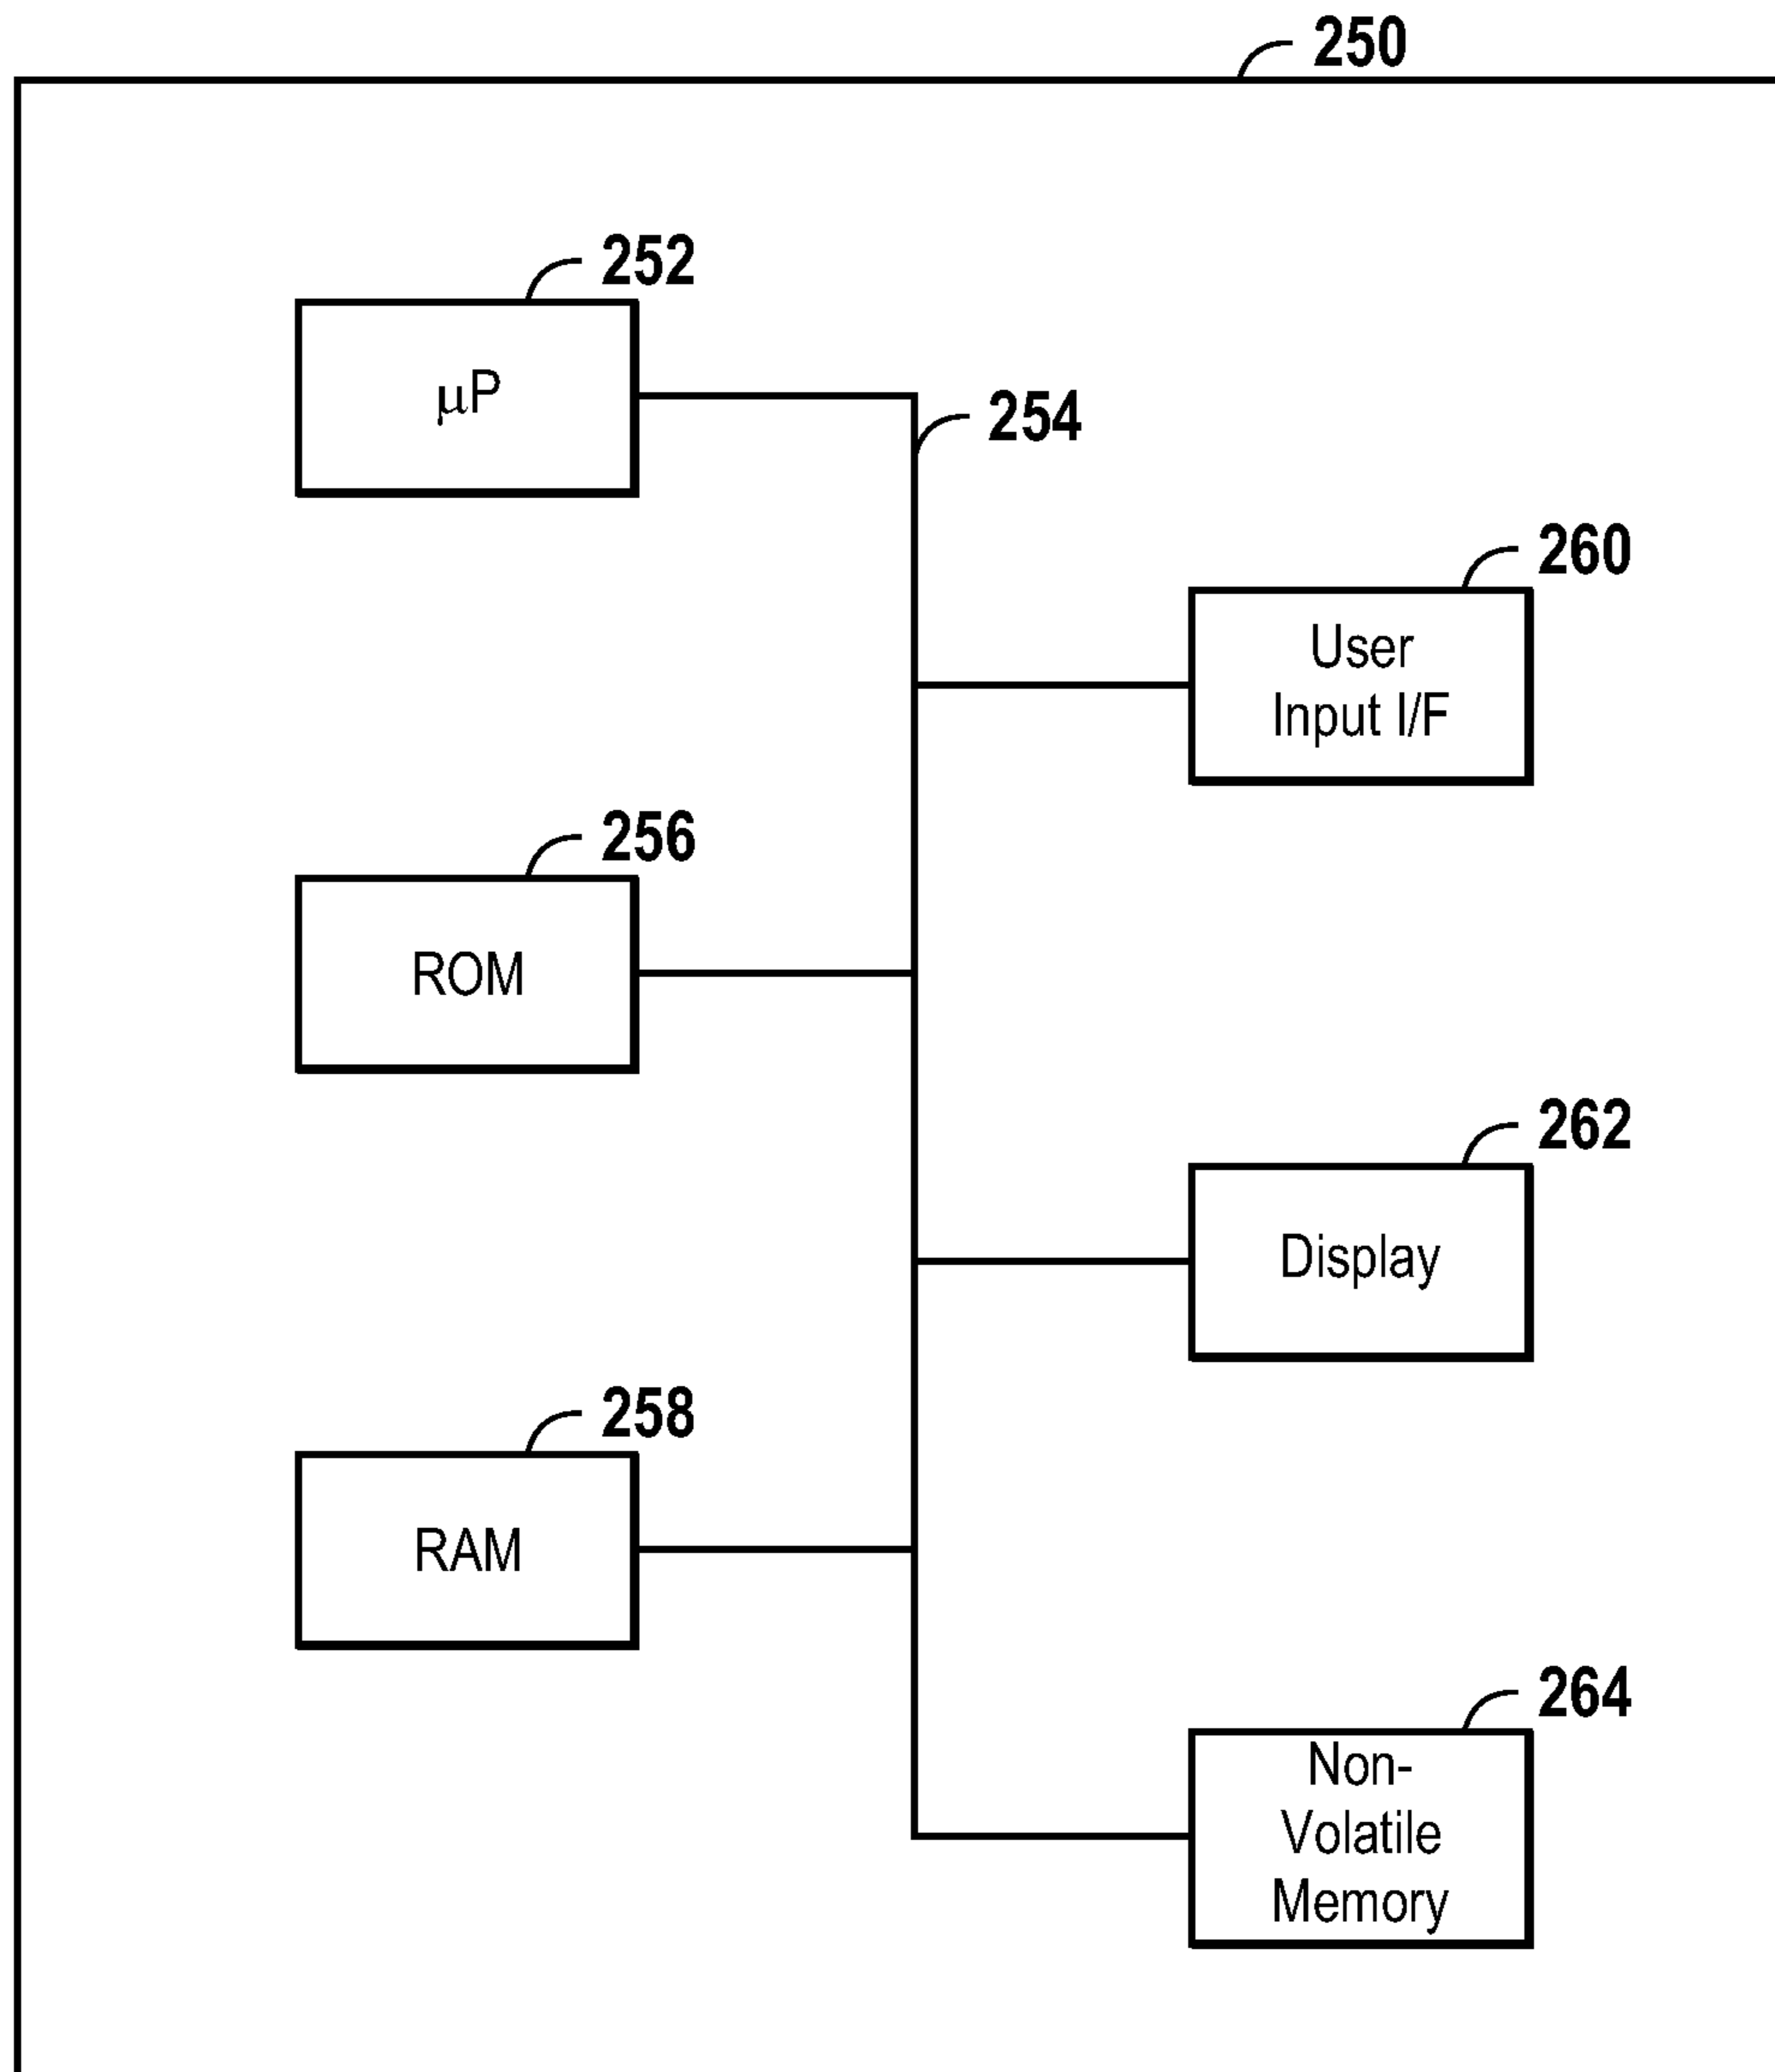 250
252
µP
254
260
User
Input I/F
256
ROM
262
Display
258
RAM
264
Non-
Volatile
Memory